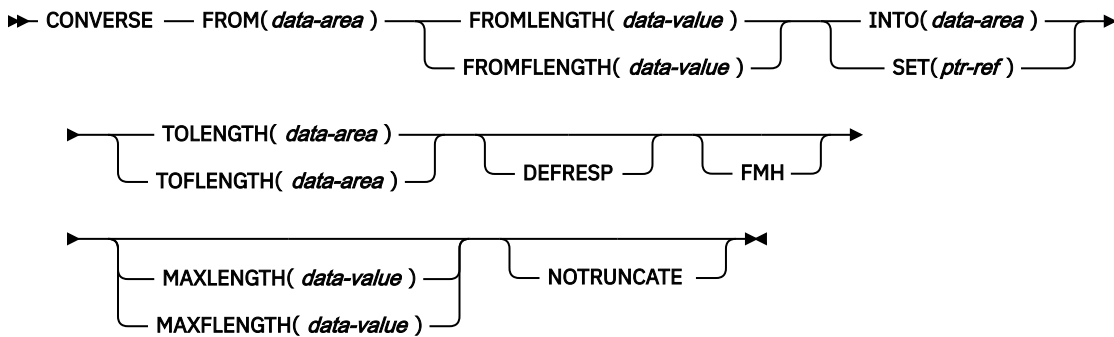 CONVERSE FROM(data-area) FROMLENGTH( data-value ) INTO(data-area)
FROMFLENGTH( data-value ) SET(ptr-ref )
TOLENGTH( data-area )
TOFLENGTH( data-area ) DEFRESP FMH
MAXLENGTH( data-value ) NOTRUNCATE
MAXFLENGTH( data-value )